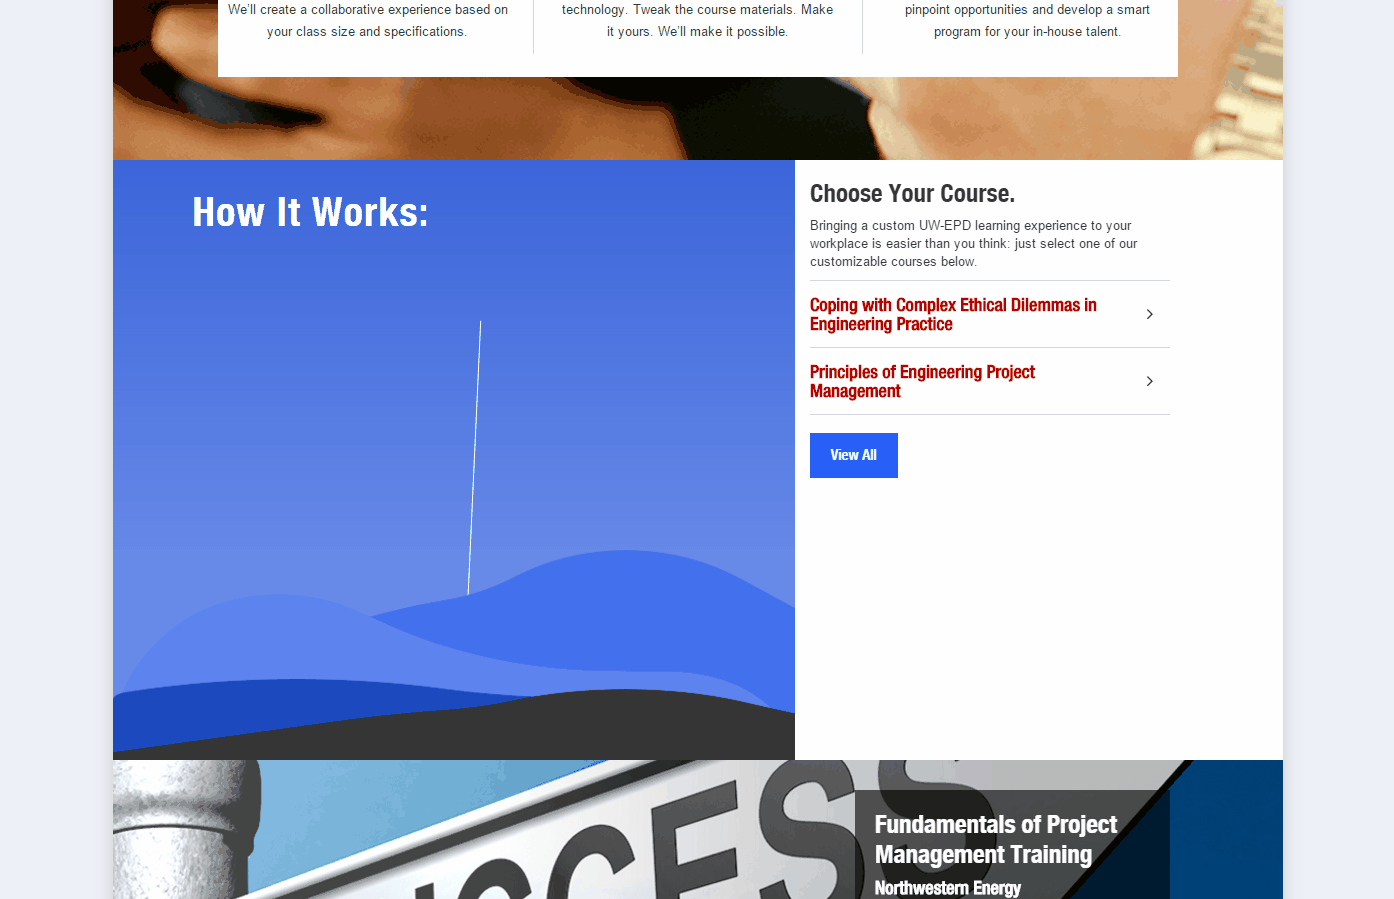 We'll create a collaborative experience based on
your class size and specifications.
technology. Tweak the course materials. Make
it yours. We'll make it possible.
pinpoint opportunities and develop a smart
program for your in-house talent.
How It Works:
Choose Your Course.
Bringing a custom UW-EPD learning experience to your
workplace is easier than you think: just select one of our
customizable courses below.
Coping with Complex Ethical Dilemmas in
Engineering Practice
Principles of Engineering Project
Management
View All
CCESS
Fundamentals of Project
Management Training
Northwestern Energy